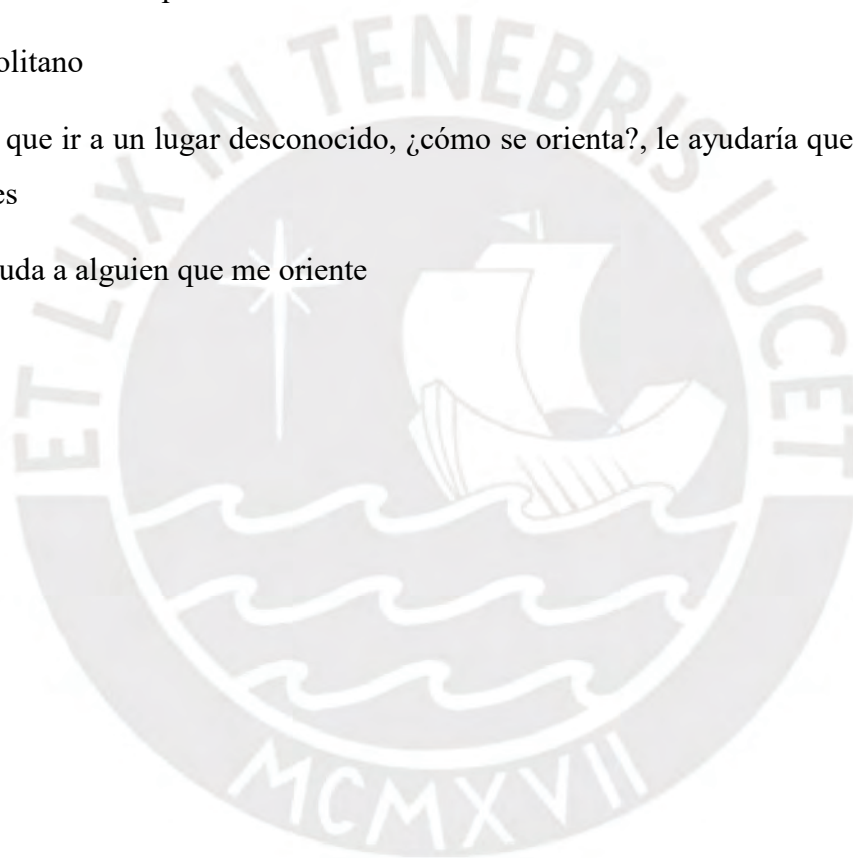 olitano
que ir a un lugar desconocido, ¿cómo se orienta?, le ayudaría que
es
uda a alguien que me oriente
ET LUX IN TENEBRIS LUCET
MCMXVII